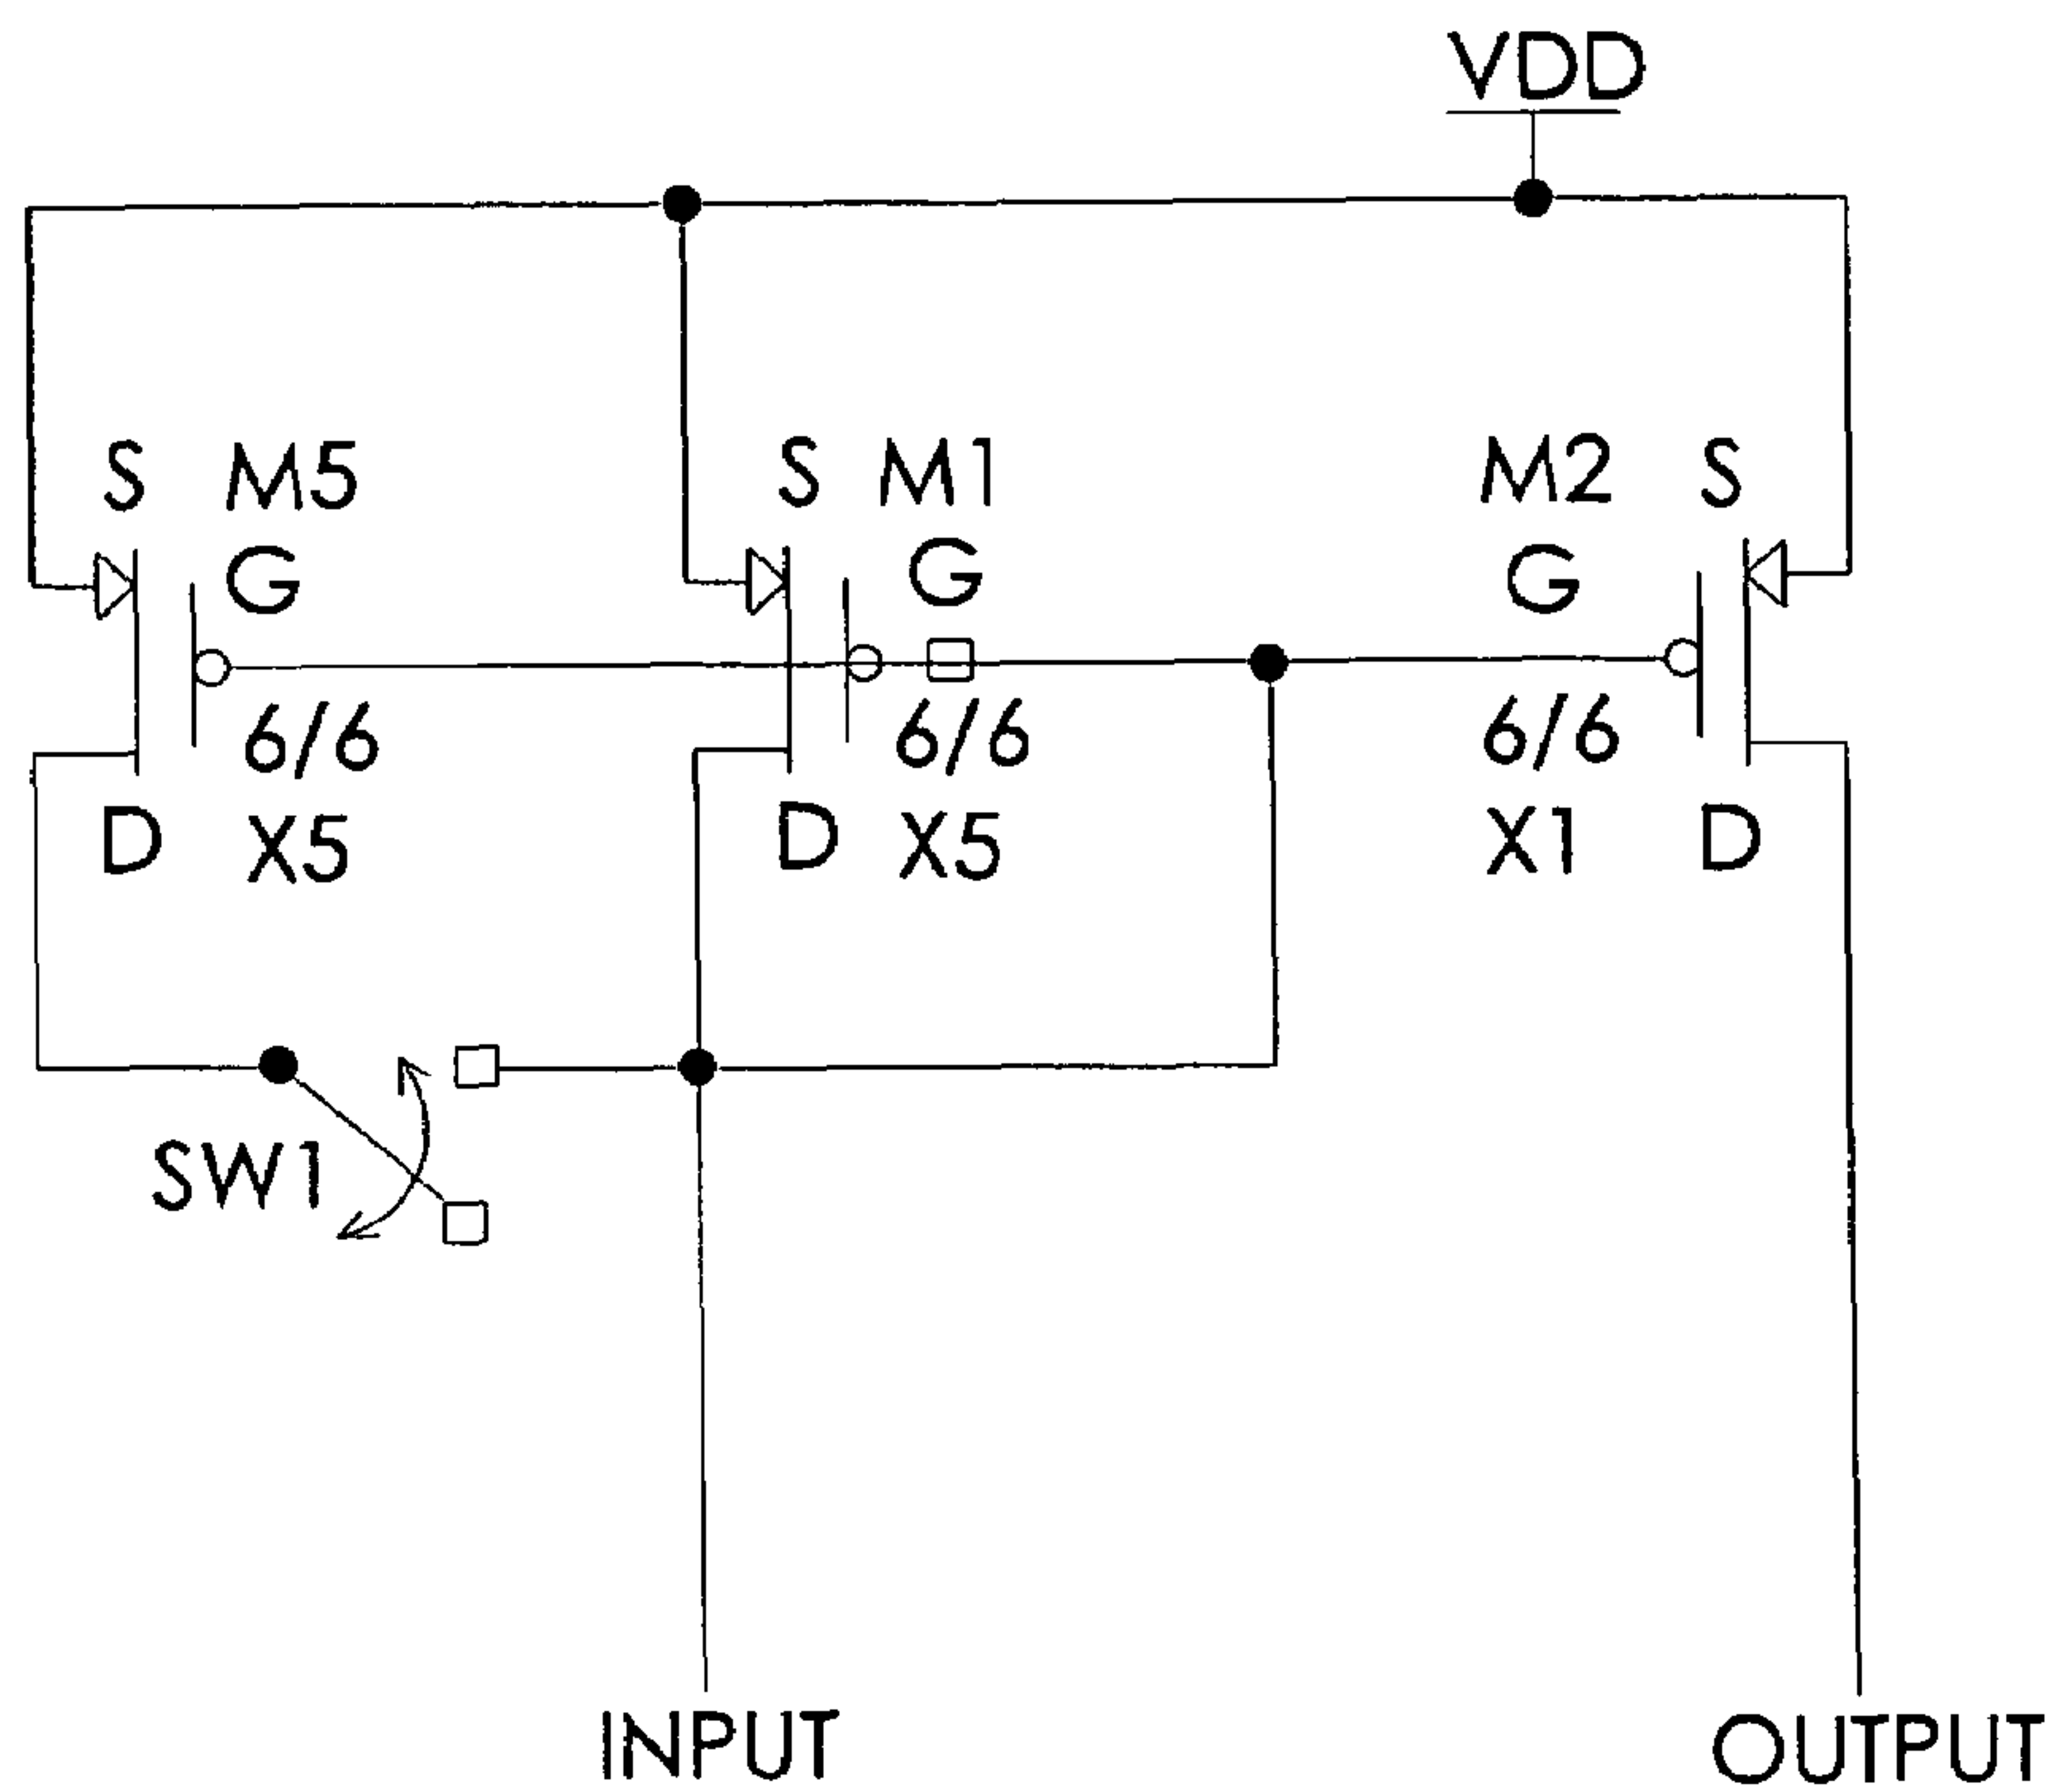 VDD
S M5
G
6/6
D X5
S M1
G
6/6
D X5
M2 S
G
6/6
X1 D
SW1
INPUT
OUTPUT